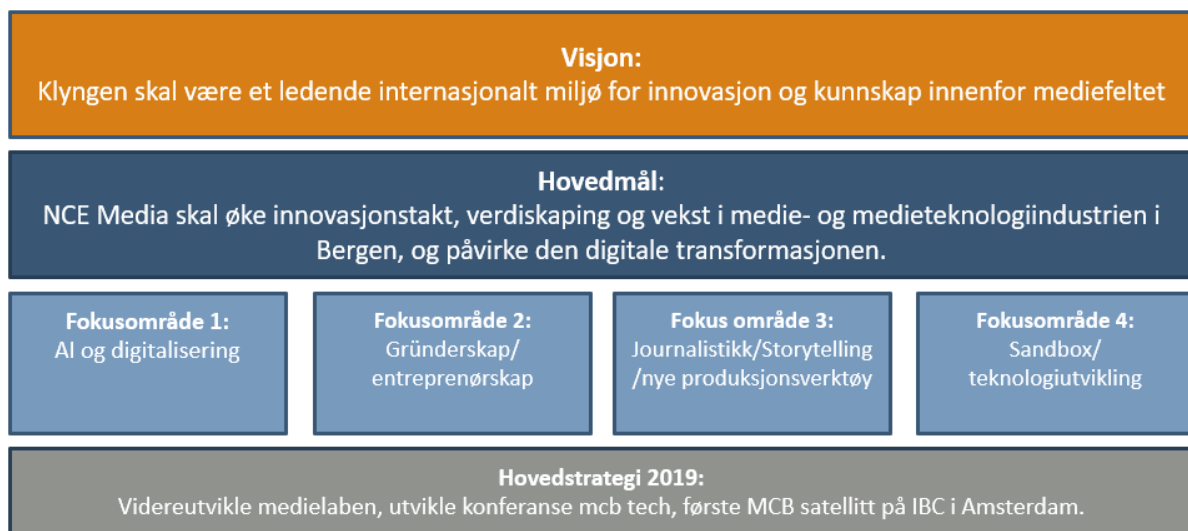 Visjon:
Klyngen skal være et ledende internasjonalt miljø for innovasjon og kunnskap innenfor mediefeltet
Hovedmål:
NCE Media skal øke innovasjonstakt, verdiskaping og vekst i medie- og medieteknologiindustrien i
Bergen, og påvirke den digitale transformasjonen.
Fokusområde 1:
AI og digitalisering
Fokusområde 2:
Gründerskap/
entreprenørskap
Fokus område 3:
Journalistikk/Storytelling
/nye produksjonsverktøy
Fokusområde 4:
Sandbox/
teknologiutvikling
Hovedstrategi 2019:
Videreutvikle medielaben, utvikle konferanse mcb tech, første MCB satellitt på IBC i Amsterdam.